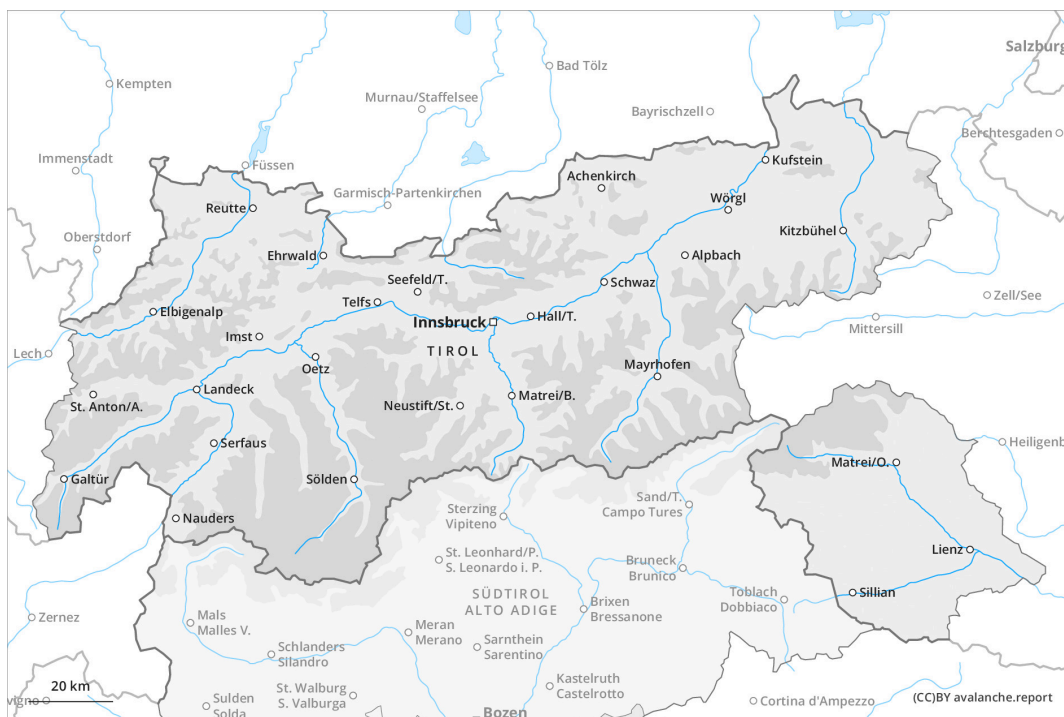 Salzburg
Kempten
Bad Tölz
Murnau/Staffelsee
Bayrischzell
Berchtesgaden
Immenstadt
Füssen
Kufstein
Garmisch-Partenkirchen
Achenkirch
Reutte
Wörgl
Oberstdorf
Kitzbühel
Ehrwald
Alpbach
Seefeld/T.
Schwaz
Zell/See
Telfs
Elbigenalp
Hall/T.
Innsbruck
Mittersill
Imst
Lech
TIROL
Oetz
Mayrhofen
Landeck
St. Anton/A.
Neustift/St.
Matrei/B.
Serfaus
Heiligenb
Matrei/O.
Galtür
Sölden
Sand/T.
Campo Tures
Sterzing
Vipiteno
Nauders
Lienz
St. Leonhard/P.
S. Leonardo i. P.
Bruneck
Brunico
SÜDTIROL
ALTO ADIGE
Toblach
Dobbiaco
Sillian
Brixen
Bressanone
Zernez
Mals
Malles V.
Meran
Merano
Sarnthein
Sarentino
Schlanders
Silandro
Kastelruth
Castelrotto
20 km
vigno
St. Walburg
S. Valburga
Sulden
Solda
Cortina d'Ampezzo
(CC)BY avalanche.report
Bozen